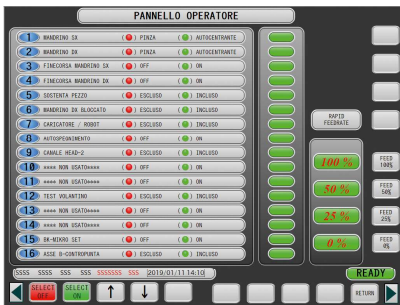 PANNELLO OPERATORE
1 MANDRINO SX (●) PINZA (●) AUTOCENTRANTE
2 MANDRINO DX (●) PINZA (●) AUTOCENTRANTE
3 FINECORSA MANDRINO SX (●) OFF (●) ON
4 FINECORSA MANDRINO DX (●) OFF (●) ON
5 SOSTENTA PEZZO (●) ESCLUSO (●) INCLUSO
6 MANDRINO DX BLOCCATO (●) ESCLUSO (●) INCLUSO
7 CARICATORE / ROBOT (●) ESCLUSO (●) INCLUSO
8 AUTOSPEGNIMENTO (●) OFF (●) ON
9 CANALE HEAD-2 (●) ESCLUSO (●) INCLUSO
10 **** NON USATO**** (●) OFF (●) ON
11 **** NON USATO**** (●) OFF (●) ON
12 TEST VOLANTINO (●) ESCLUSO (●) INCLUSO
13 **** NON USATO**** (●) OFF (●) ON
14 **** NON USATO**** (●) OFF (●) ON
15 BK-MIKRO SET (●) OFF (●) ON
16 ASSE B-CONTROPUNTA (●) ESCLUSO (●) INCLUSO
RAPID
FEEDRATE
100 %
FEED
100%
50 %
FEED
50%
25 %
FEED
25%
0 %
FEED
0%
SSSS SSSS SSS SSS SSSSSSS SSS 2019/01/11 14:10
READY
SELECT
OFF
SELECT
ON
↑
↓
RETURN